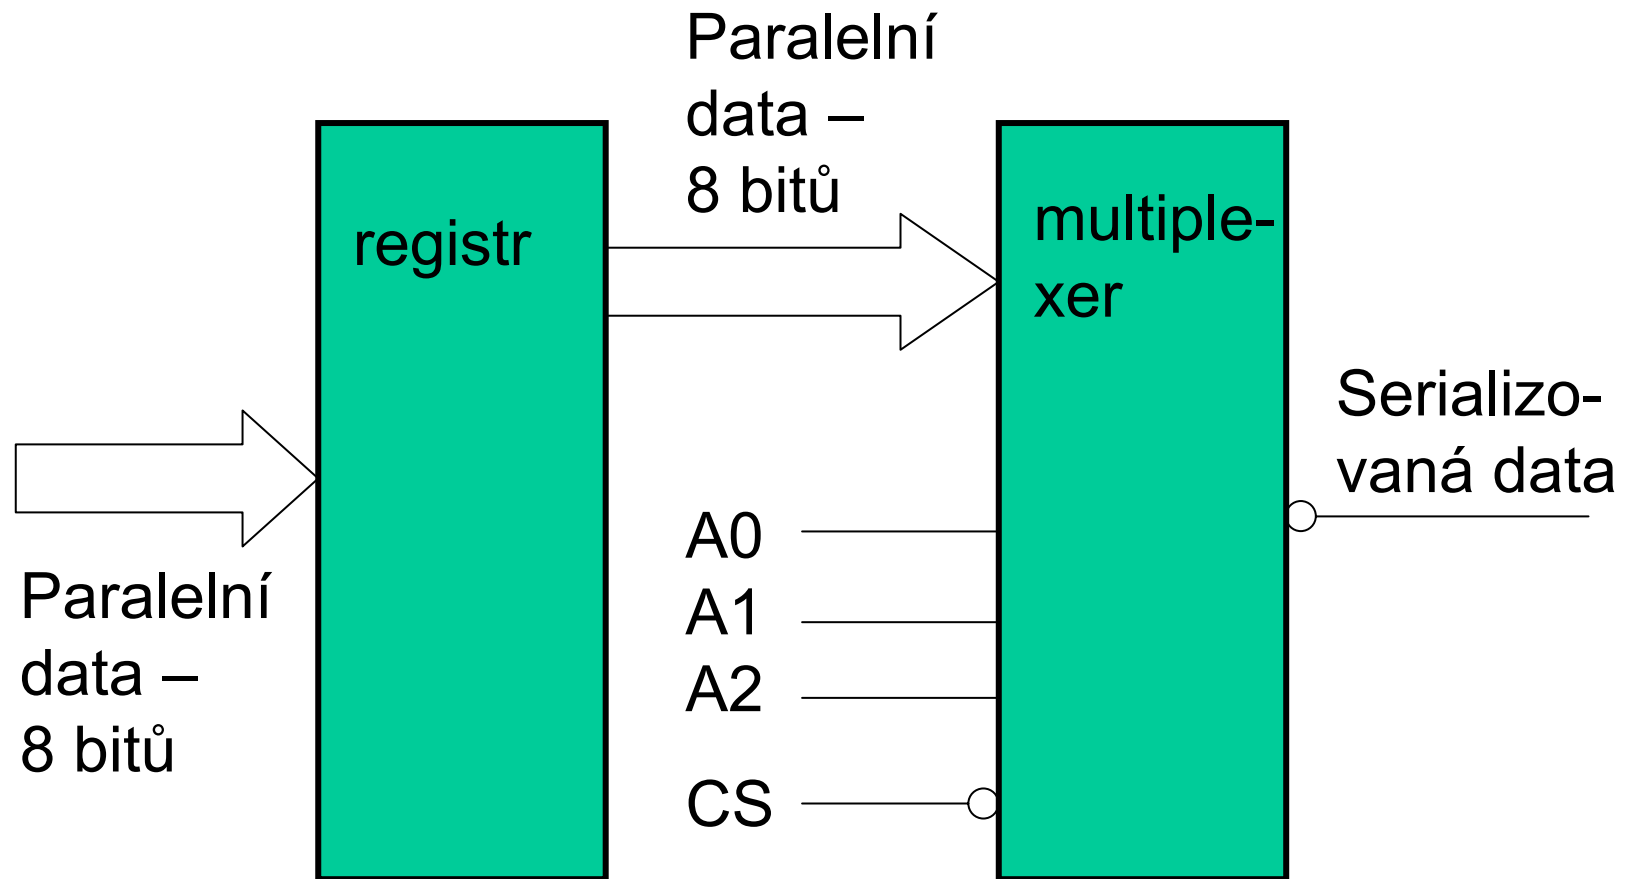 Paralelní
data –
8 bitů
registr
Paralelní
data –
8 bitů
multiple-
xer
A0
A1
A2
CS
Serializo-
vaná data